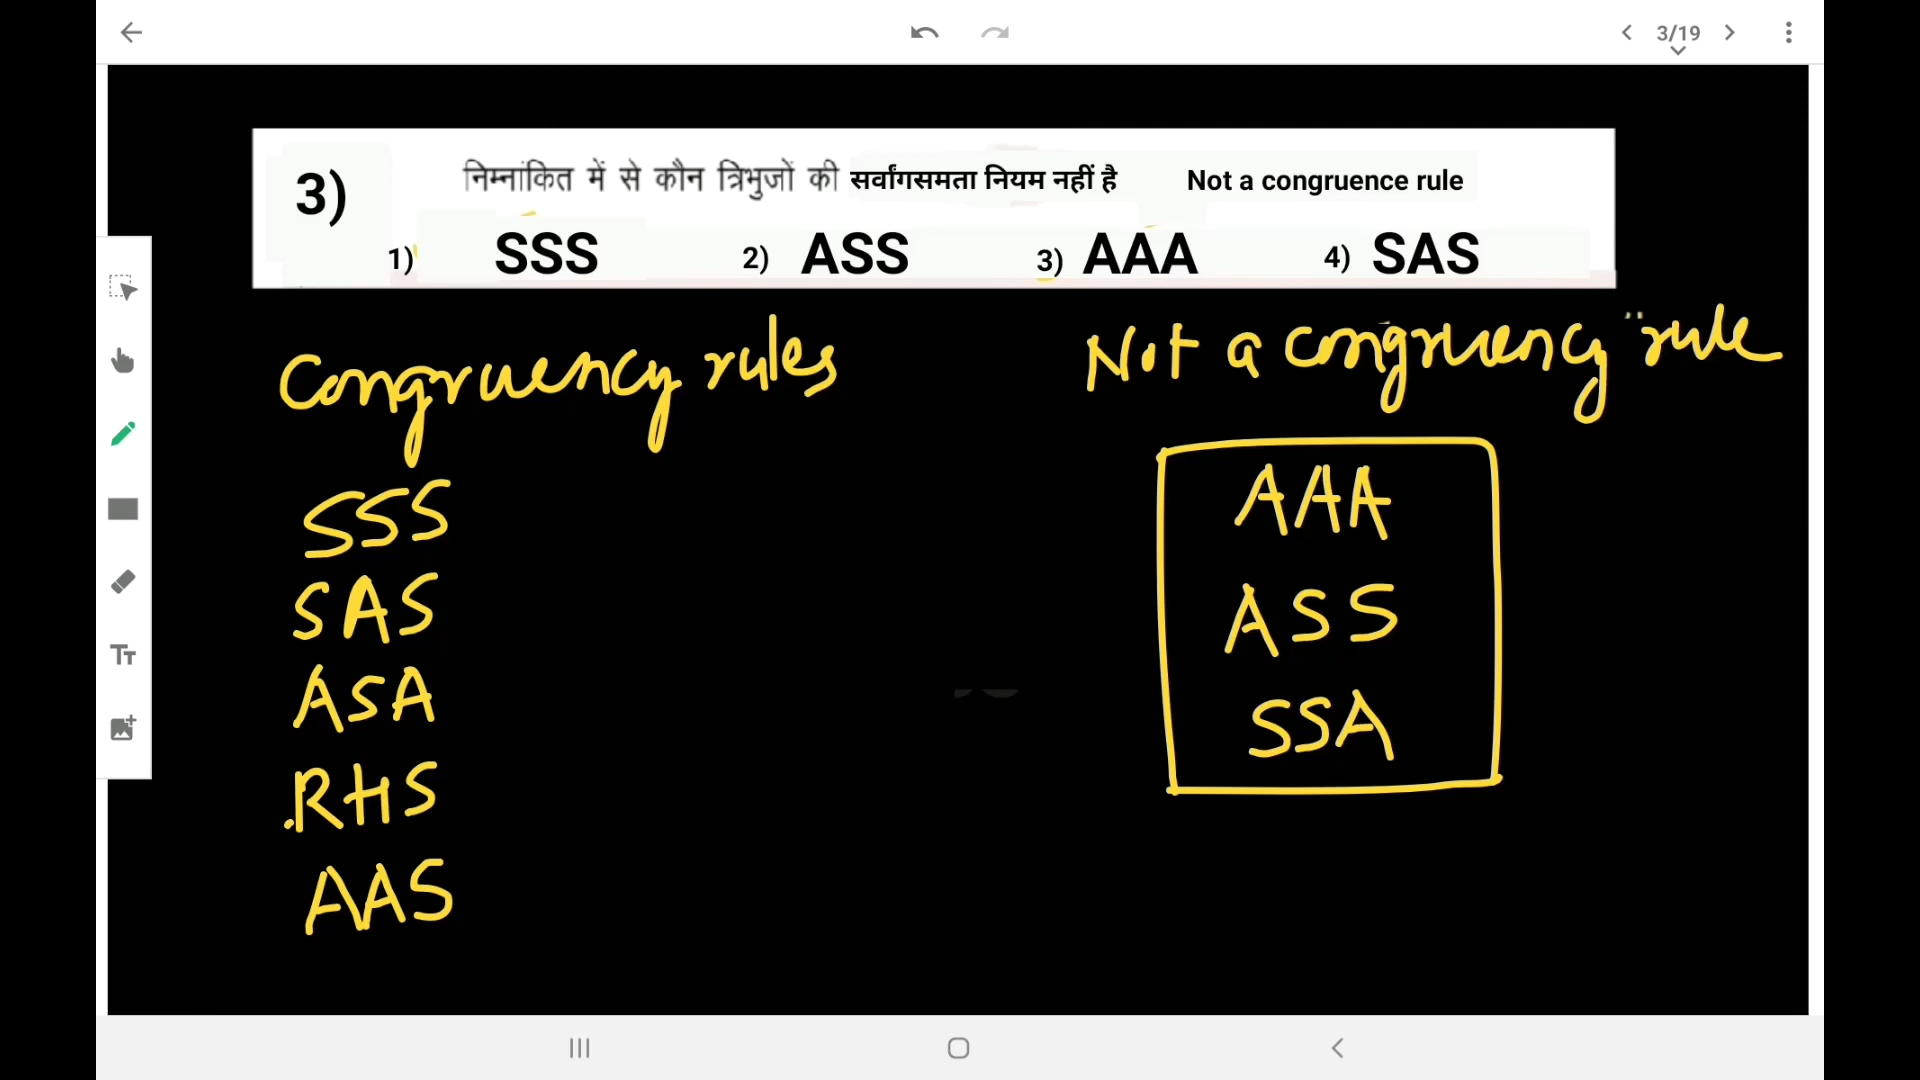 3/19
3) निम्नांकित में से कौन त्रिभुजों की सर्वांगसमता नियम नहीं है Not a congruence rule
1) SSS 2) ASS 3) AAA 4) SAS
Congruency rules
Not a congruency rule
SSS
SAS
ASA
RHS
AAS
AAA
ASS
SSA
Tт